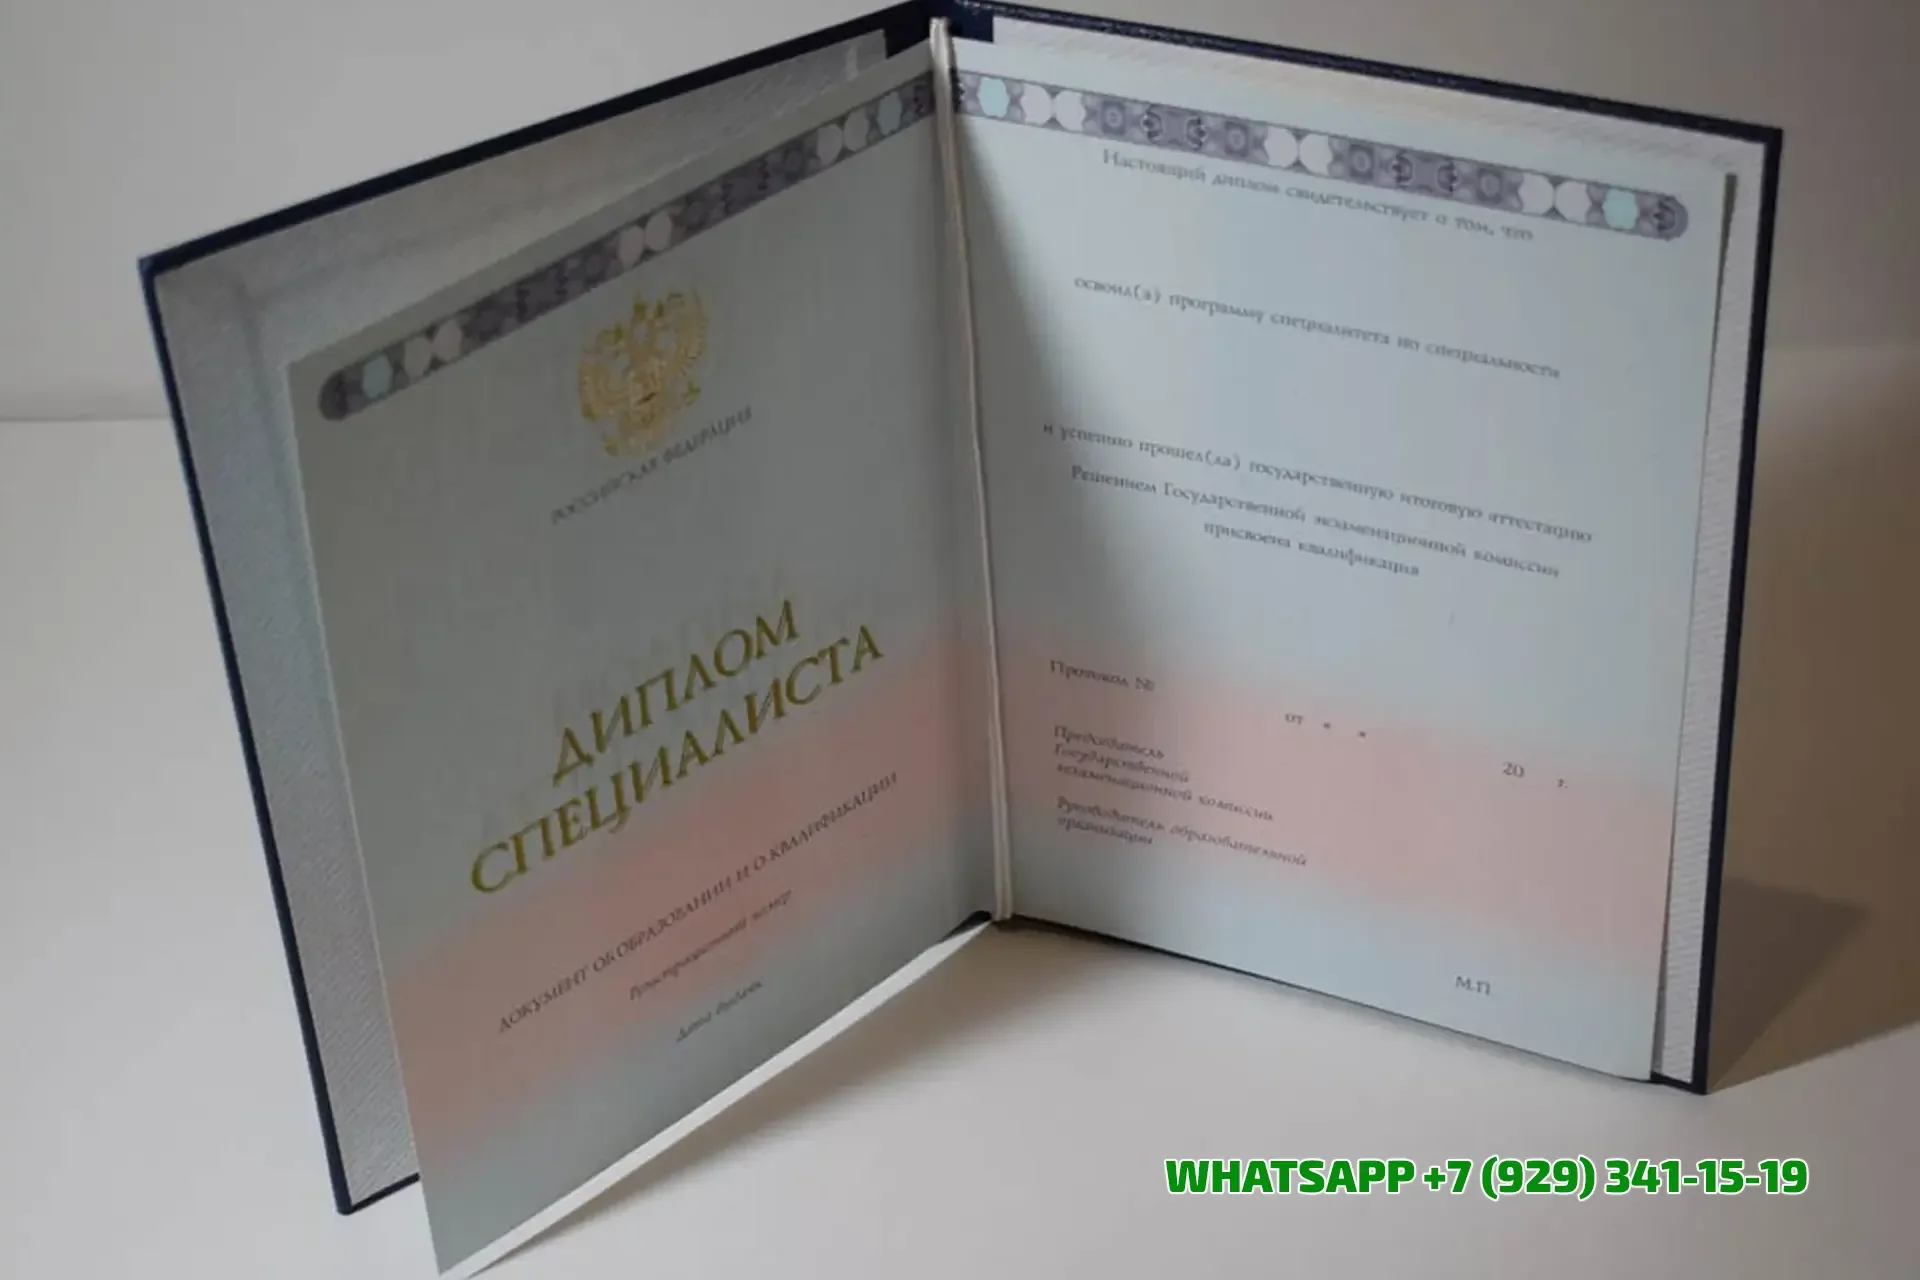 РОССИЙСКАЯ ФЕДЕРАЦИЯ
ДИПЛОМ
СПЕЦИАЛИСТА
ДОКУМЕНТ ОБ ОБРАЗОВАНИИ И О КВАЛИФИКАЦИИ
Регистрационный номер
Дата выдачи
Настоящий диплом свидетельствует о том, что
освоил(а) программу специалитета по специальности
и успешно прошел(ла) государственную итоговую аттестацию
Решением Государственной экзаменационной комиссии
присвоена квалификация
Протокол №
от « »
20 г.
Председатель
Государственной
экзаменационной комиссии
Руководитель образовательной
организации
М.П.
WHATSAPP +7 (929) 341-15-19